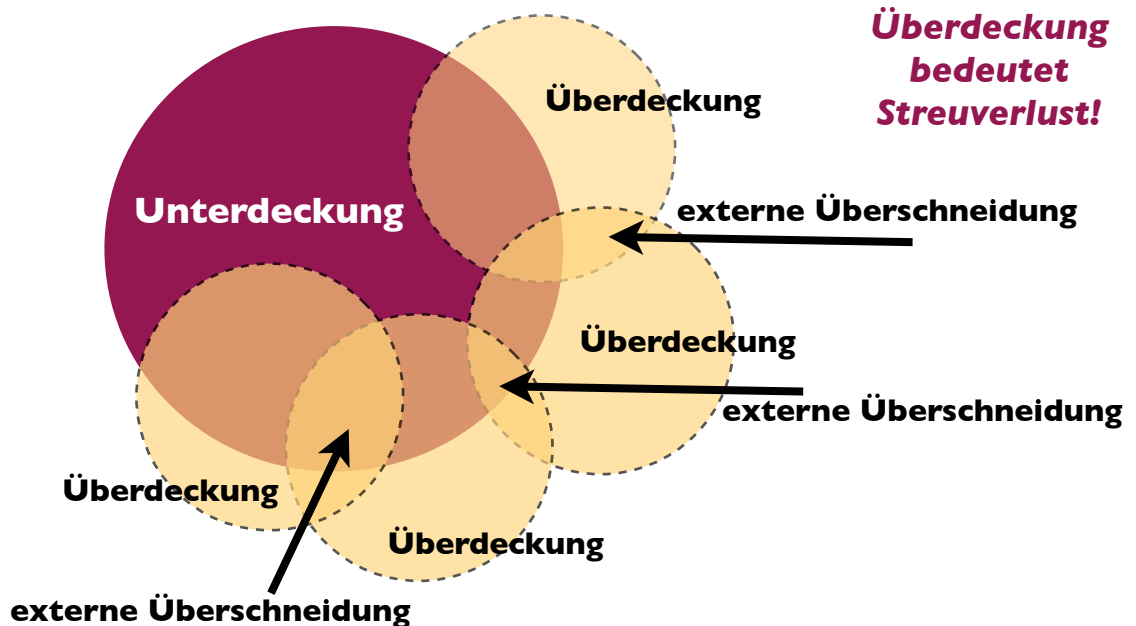 Überdeckung
bedeutet
Streuverlust!
Überdeckung
Unterdeckung
externe Überschneidung
Überdeckung
externe Überschneidung
Überdeckung
Überdeckung
externe Überschneidung